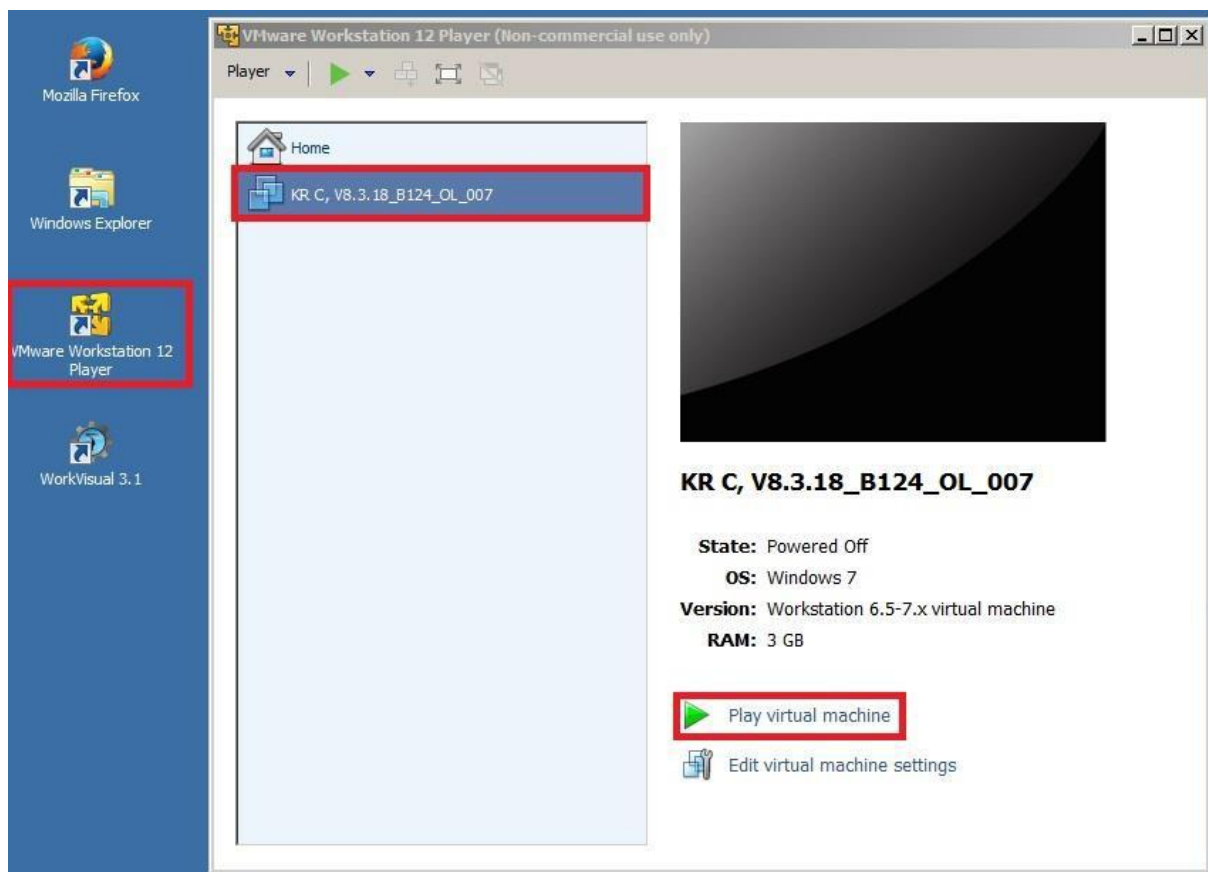 Mozilla Firefox
Windows Explorer
VMware Workstation 12
Player
WorkVisual 3.1
VMware Workstation 12 Player (Non-commercial use only)
Player
Home
KR C, V8.3.18_B124_OL_007
KR C, V8.3.18_B124_OL_007
State: Powered Off
OS: Windows 7
Version: Workstation 6.5-7.x virtual machine
RAM: 3 GB
Play virtual machine
Edit virtual machine settings